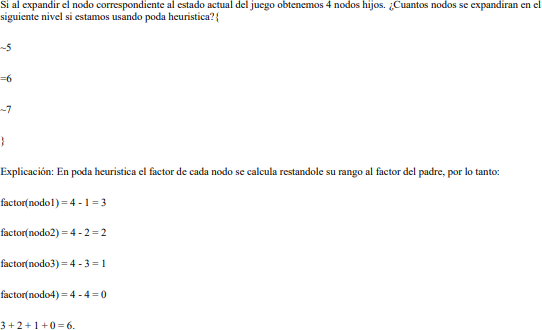 Si al expandir el nodo correspondiente al estado actual del juego obtenemos 4 nodos hijos. ¿Cuantos nodos se expandiran en el
siguiente nivel si estamos usando poda heuristica?{
~5
=6
~7
}
Explicación: En poda heuristica el factor de cada nodo se calcula restandole su rango al factor del padre, por lo tanto:
factor(nodo1) = 4 - 1 = 3
factor(nodo2) = 4 - 2 = 2
factor(nodo3) = 4 - 3 = 1
factor(nodo4) = 4 - 4 = 0
3 + 2 + 1 + 0 = 6.